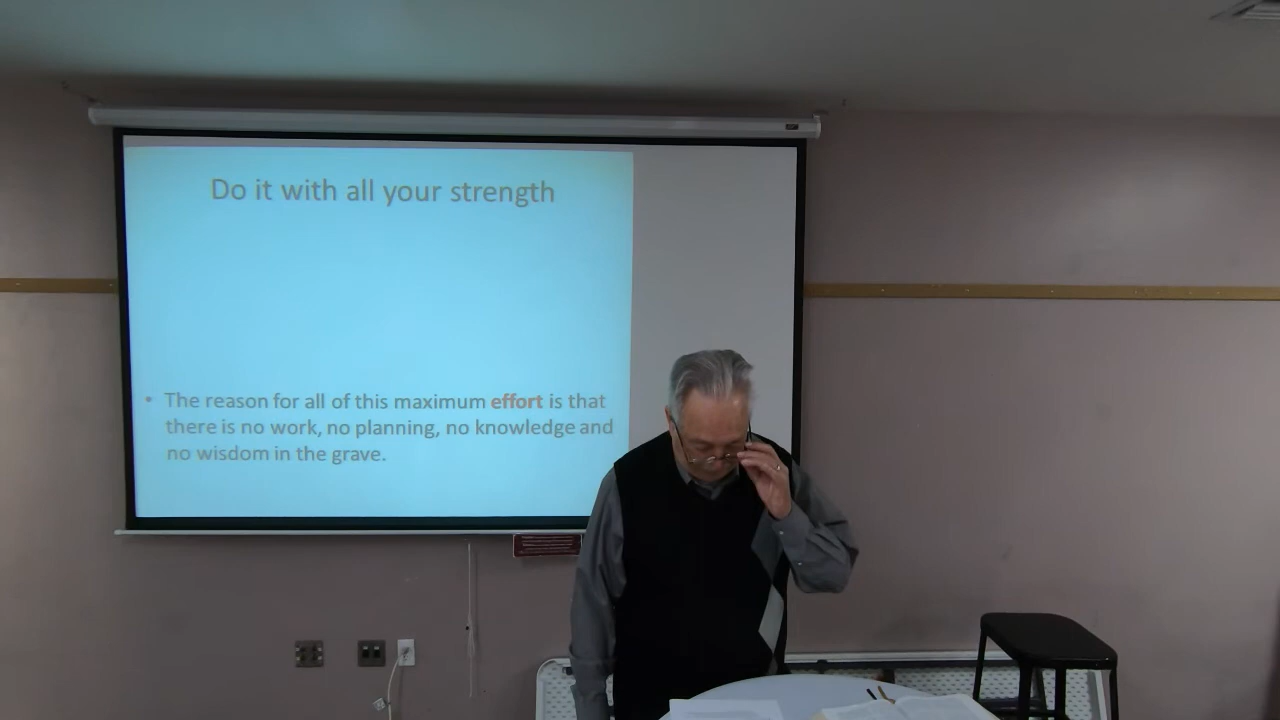 Do it with all your strength
• The reason for all of this maximum effort is that
there is no work, no planning, no knowledge and
no wisdom in the grave.